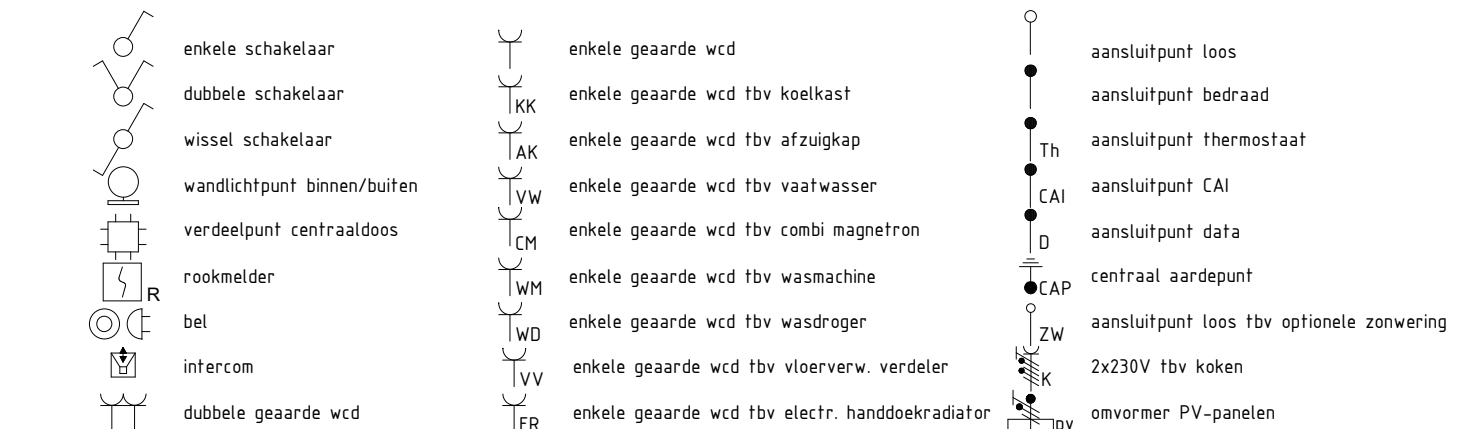 enkele schakelaar
dubbele schakelaar
wissel schakelaar
wandlichtpunt binnen/buiten
verdeelpunt centraaldoos
R rookmelder
bel
intercom
dubbele geaarde wcd
enkele geaarde wcd
KK enkele geaarde wcd tbv koelkast
AK enkele geaarde wcd tbv afzuigkap
VW enkele geaarde wcd tbv vaatwasser
CM enkele geaarde wcd tbv combi magnetron
WM enkele geaarde wcd tbv wasmachine
WD enkele geaarde wcd tbv wasdroger
VV enkele geaarde wcd tbv vloerverw. verdeler
ER enkele geaarde wcd tbv electr. handdoekradiator
aansluitpunt loos
aansluitpunt bedraad
Th aansluitpunt thermostaat
CAI aansluitpunt CAI
D aansluitpunt data
CAP centraal aardepunt
ZW aansluitpunt loos tbv optionele zonwering
K 2x230V tbv koken
PV omvormer PV-panelen